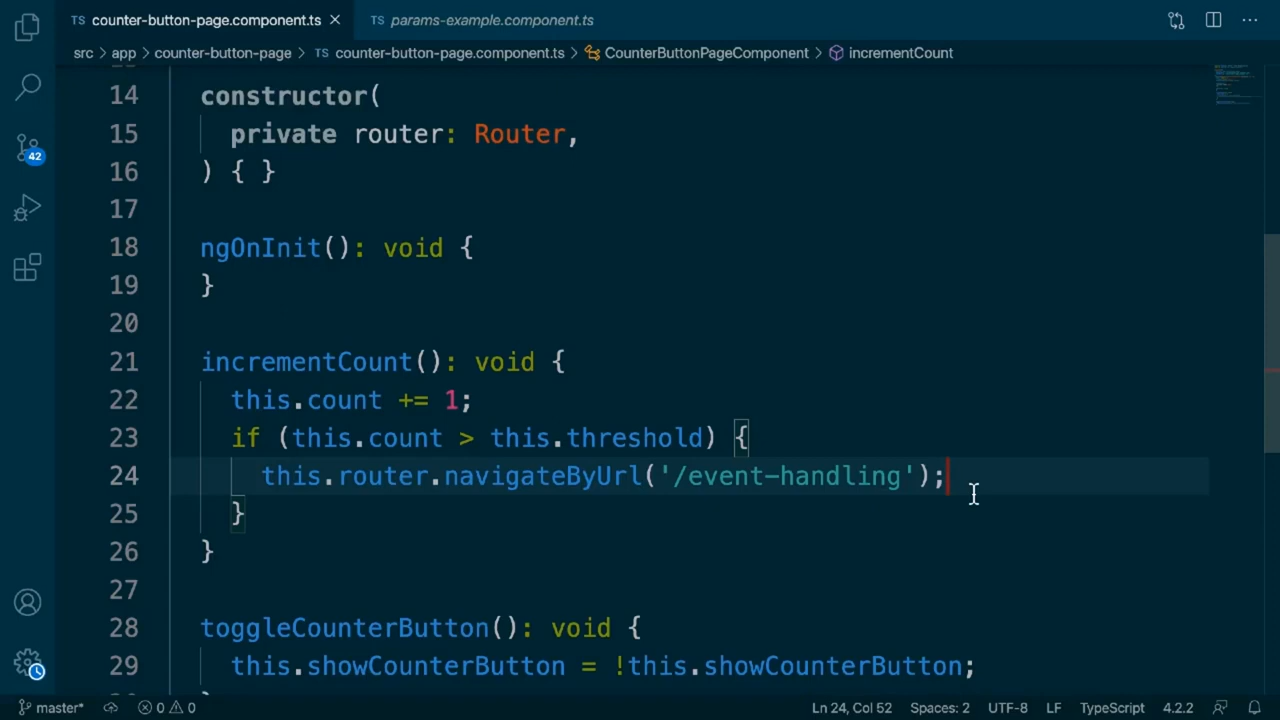 counter-button-page.component.ts
params-example.component.ts
src app counter-button-page counter-button-page.component.ts CounterButtonPageComponent incrementCount
14 constructor(
15 private router: Router,
16 ) { }
17
18 ngOnInit(): void {
19 }
20
21 incrementCount(): void {
22 this.count += 1;
23 if (this.count > this.threshold) {
24 this.router.navigateByUrl('/event-handling');
25 }
26 }
27
28 toggleCounterButton(): void {
29 this.showCounterButton = !this.showCounterButton;
42
master* 0 0 Ln 24, Col 52 Spaces: 2 UTF-8 LF TypeScript 4.2.2